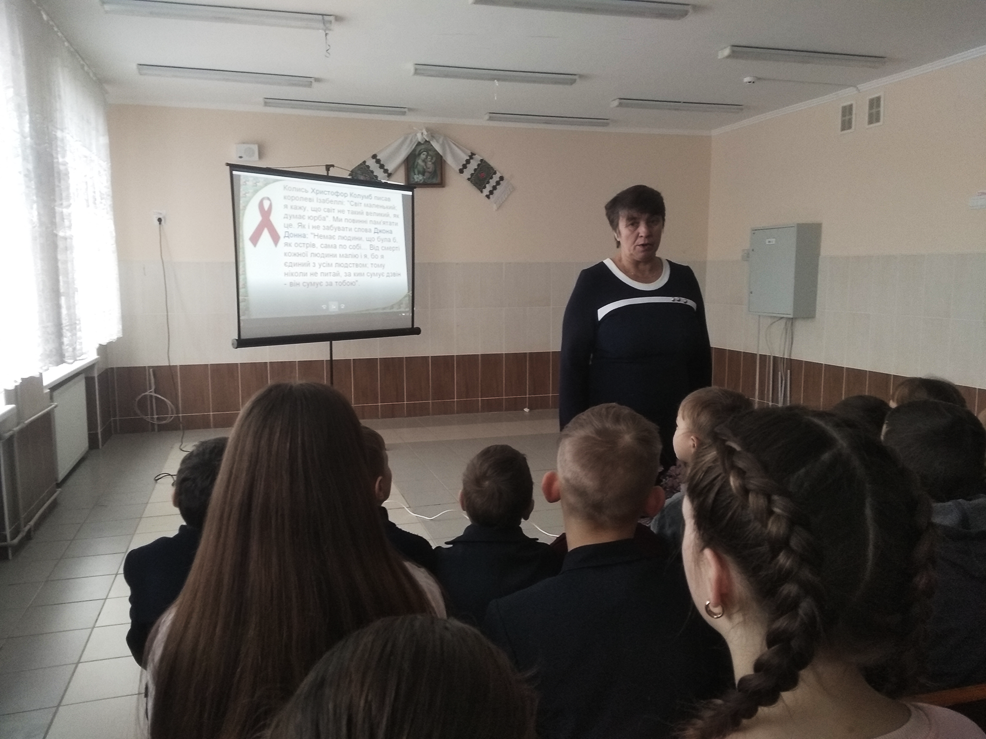 Колись Христофор Колумб писав
королеві Ізабеллі: "Світ маленький,
я кажу, що світ не такий великий, як
думає юрба". Ми повинні пам'ятати
це. Як і не забувати слова Джона
Донна: "Немає людини, що була б,
як острів, сама по собі... Від смерті
кожної людини малію і я, бо я
єдиний з усім людством, тому
ніколи не питай, за ким сумує дзвін
- він сумує за тобою".